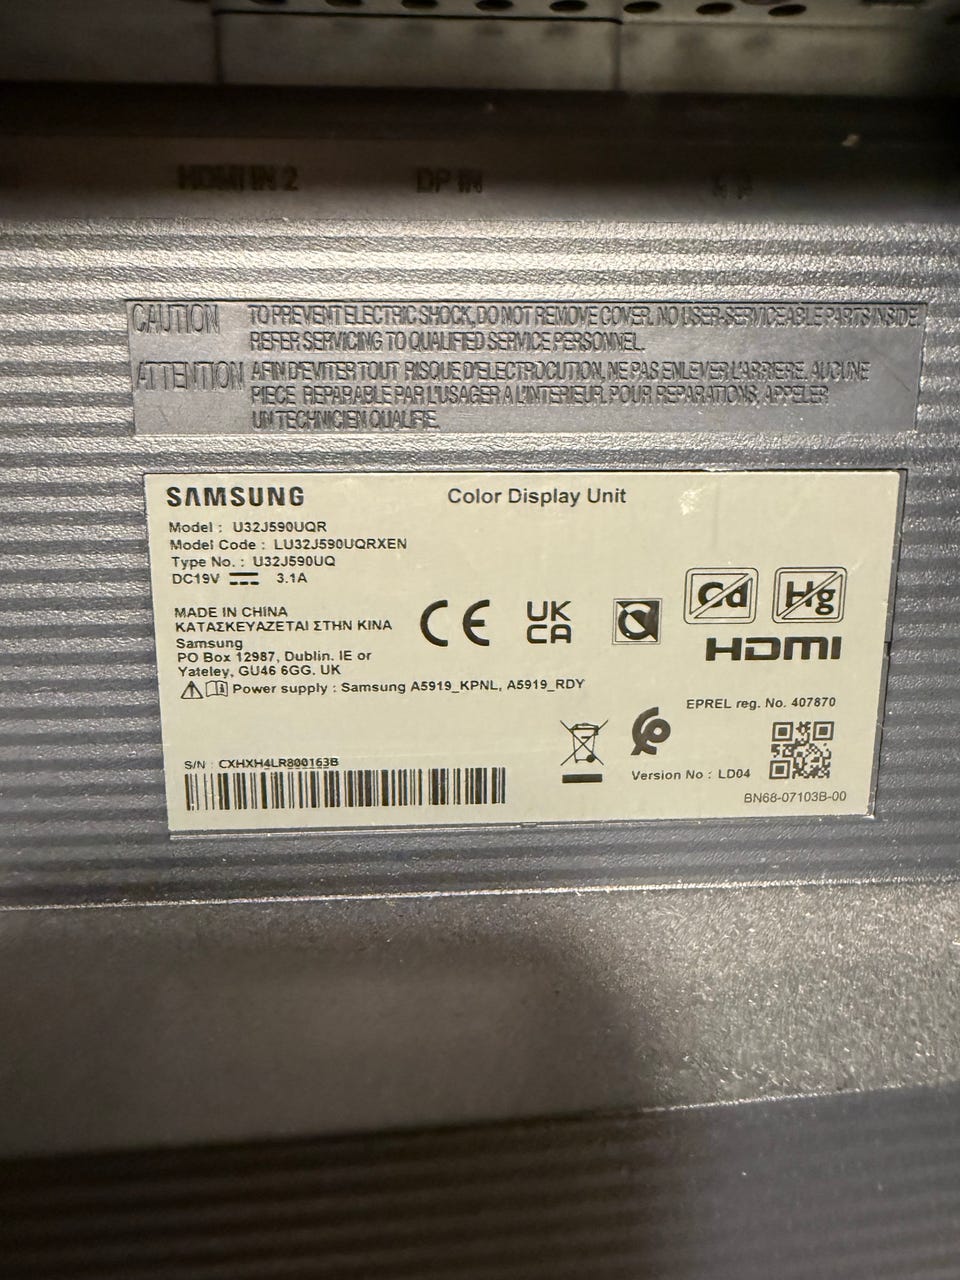 HDMI IN 2 DP IN
CAUTION TO PREVENT ELECTRIC SHOCK, DO NOT REMOVE COVER. NO USER-SERVICEABLE PARTS INSIDE.
REFER SERVICING TO QUALIFIED SERVICE PERSONNEL.
ATTENTION AFIN D'EVITER TOUT RISQUE D'ELECTROCUTION, NE PAS ENLEVER L'ARRIERE. AUCUNE
PIECE REPARABLE PAR L'USAGER A L'INTERIEUR. POUR REPARATIONS, APPELER
UN TECHNICIEN QUALIFIE.
SAMSUNG Color Display Unit
Model : U32J590UQR
Model Code : LU32J590UQRXEN
Type No. : U32J590UQ
DC19V 3.1A
MADE IN CHINA
ΚΑΤΑΣΚΕΥΑΖΕΤΑΙ ΣΤΗΝ ΚΙΝΑ
Samsung
PO Box 12987, Dublin. IE or
Yateley, GU46 6GG. UK
Power supply : Samsung A5919_KPNL, A5919_RDY
CE UK CA Cd Hg
HDMI
EPREL reg. No. 407870
S/N : CXHXH4LR800163B
Version No : LD04
BN68-07103B-00